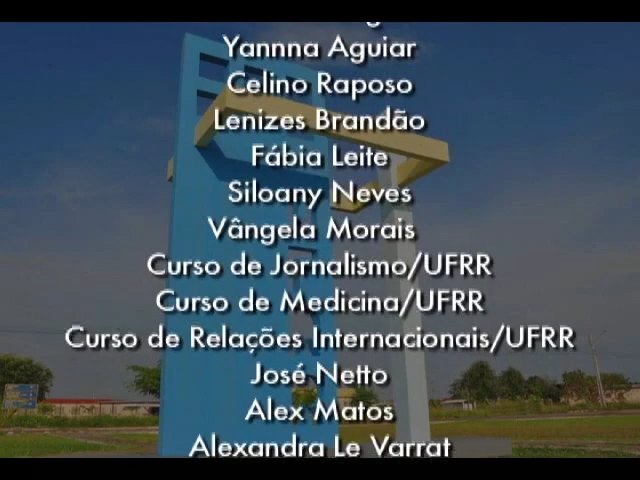 Yannna Aguiar
Celino Raposo
Lenizes Brandão
Fábia Leite
Siloany Neves
Vângela Morais
Curso de Jornalismo/UFRR
Curso de Medicina/UFRR
Curso de Relações Internacionais/UFRR
José Netto
Alex Matos
Alexandra Le Varrat